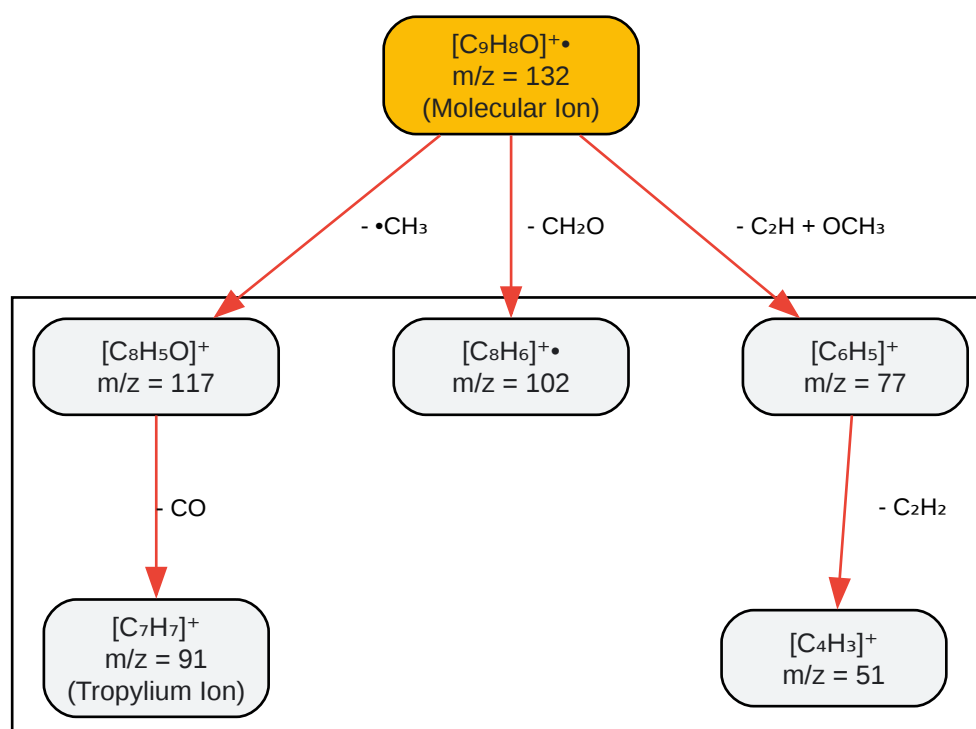 [C₉H₈O]⁺•
m/z = 132
(Molecular Ion)
- •CH₃
- CH₂O
- C₂H + OCH₃
[C₈H₅O]⁺
m/z = 117
[C₈H₆]⁺•
m/z = 102
[C₆H₅]⁺
m/z = 77
- CO
- C₂H₂
[C₇H₇]⁺
m/z = 91
(Tropylium Ion)
[C₄H₃]⁺
m/z = 51